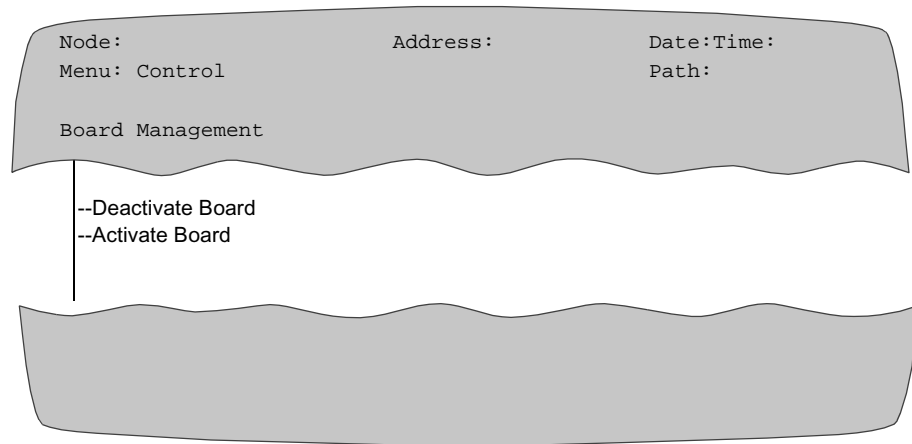 Node: Address: Date:Time:
Menu: Control Path:
Board Management
--Deactivate Board
--Activate Board